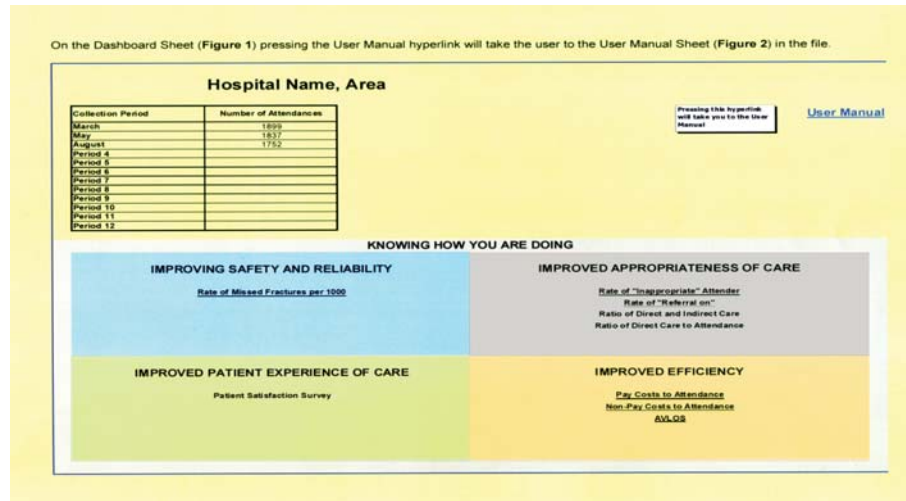 On the Dashboard Sheet (Figure 1) pressing the User Manual hyperlink will take the user to the User Manual Sheet (Figure 2) in the file.
Hospital Name, Area
Collection Period Number of Attendances
March 1899
May 1837
August 1752
Period 4
Period 5
Period 6
Period 7
Period 8
Period 9
Period 10
Period 11
Period 12
Pressing this hyperlink
will take you to the User
Manual
User Manual
KNOWING HOW YOU ARE DOING
IMPROVING SAFETY AND RELIABILITY
Rate of Missed Fractures per 1000
IMPROVED APPROPRIATENESS OF CARE
Rate of "Inappropriate" Attender
Rate of "Referral on"
Ratio of Direct and Indirect Care
Ratio of Direct Care to Attendance
IMPROVED PATIENT EXPERIENCE OF CARE
Patient Satisfaction Survey
IMPROVED EFFICIENCY
Pay Costs to Attendance
Non-Pay Costs to Attendance
AVLOS